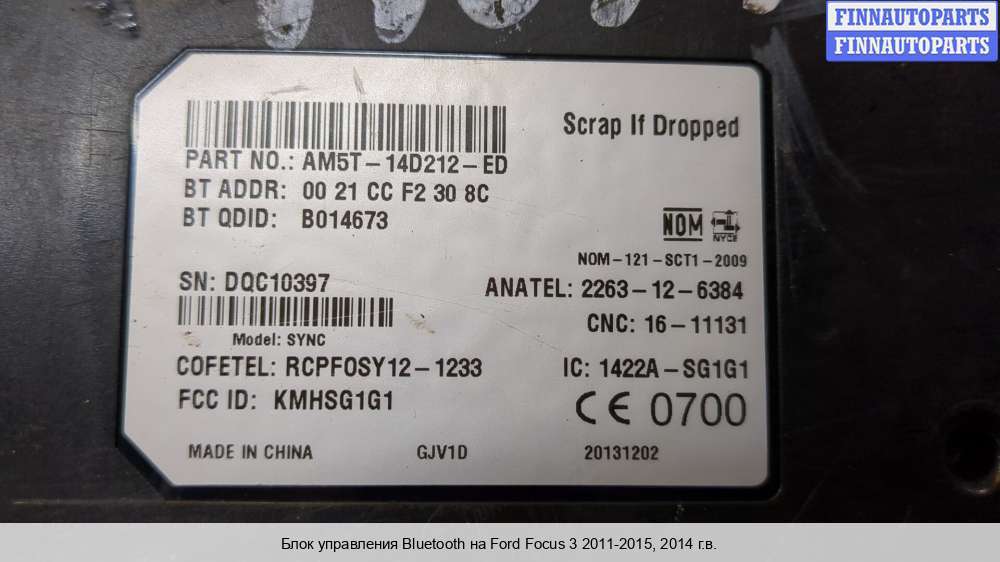 FINNAUTOPARTS
FINNAUTOPARTS
Scrap If Dropped
PART NO.: AM5T-14D212-ED
BT ADDR: 00 21 CC F2 30 8C
BT QDID: B014673
NOM
NYCE
NOM-121-SCT1-2009
SN: DQC10397
ANATEL: 2263-12-6384
CNC: 16-11131
Model: SYNC
COFETEL: RCPFOSY12-1233
IC: 1422A-SG1G1
FCC ID: KMHSG1G1
CE 0700
MADE IN CHINA GJV1D 20131202
Блок управления Bluetooth на Ford Focus 3 2011-2015, 2014 г.в.